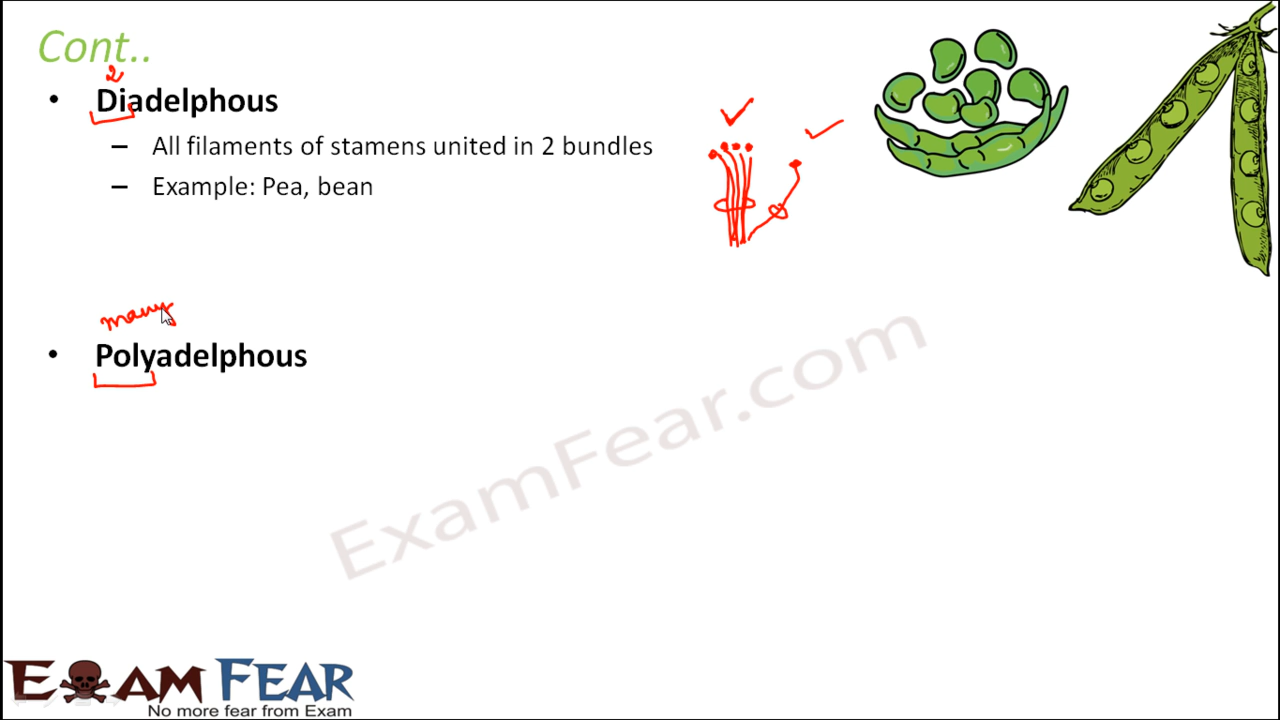 Cont..
2
• Diadelphous
– All filaments of stamens united in 2 bundles
– Example: Pea, bean
many
• Polyadelphous
ExamFear.com
EXAM FEAR
No more fear from Exam